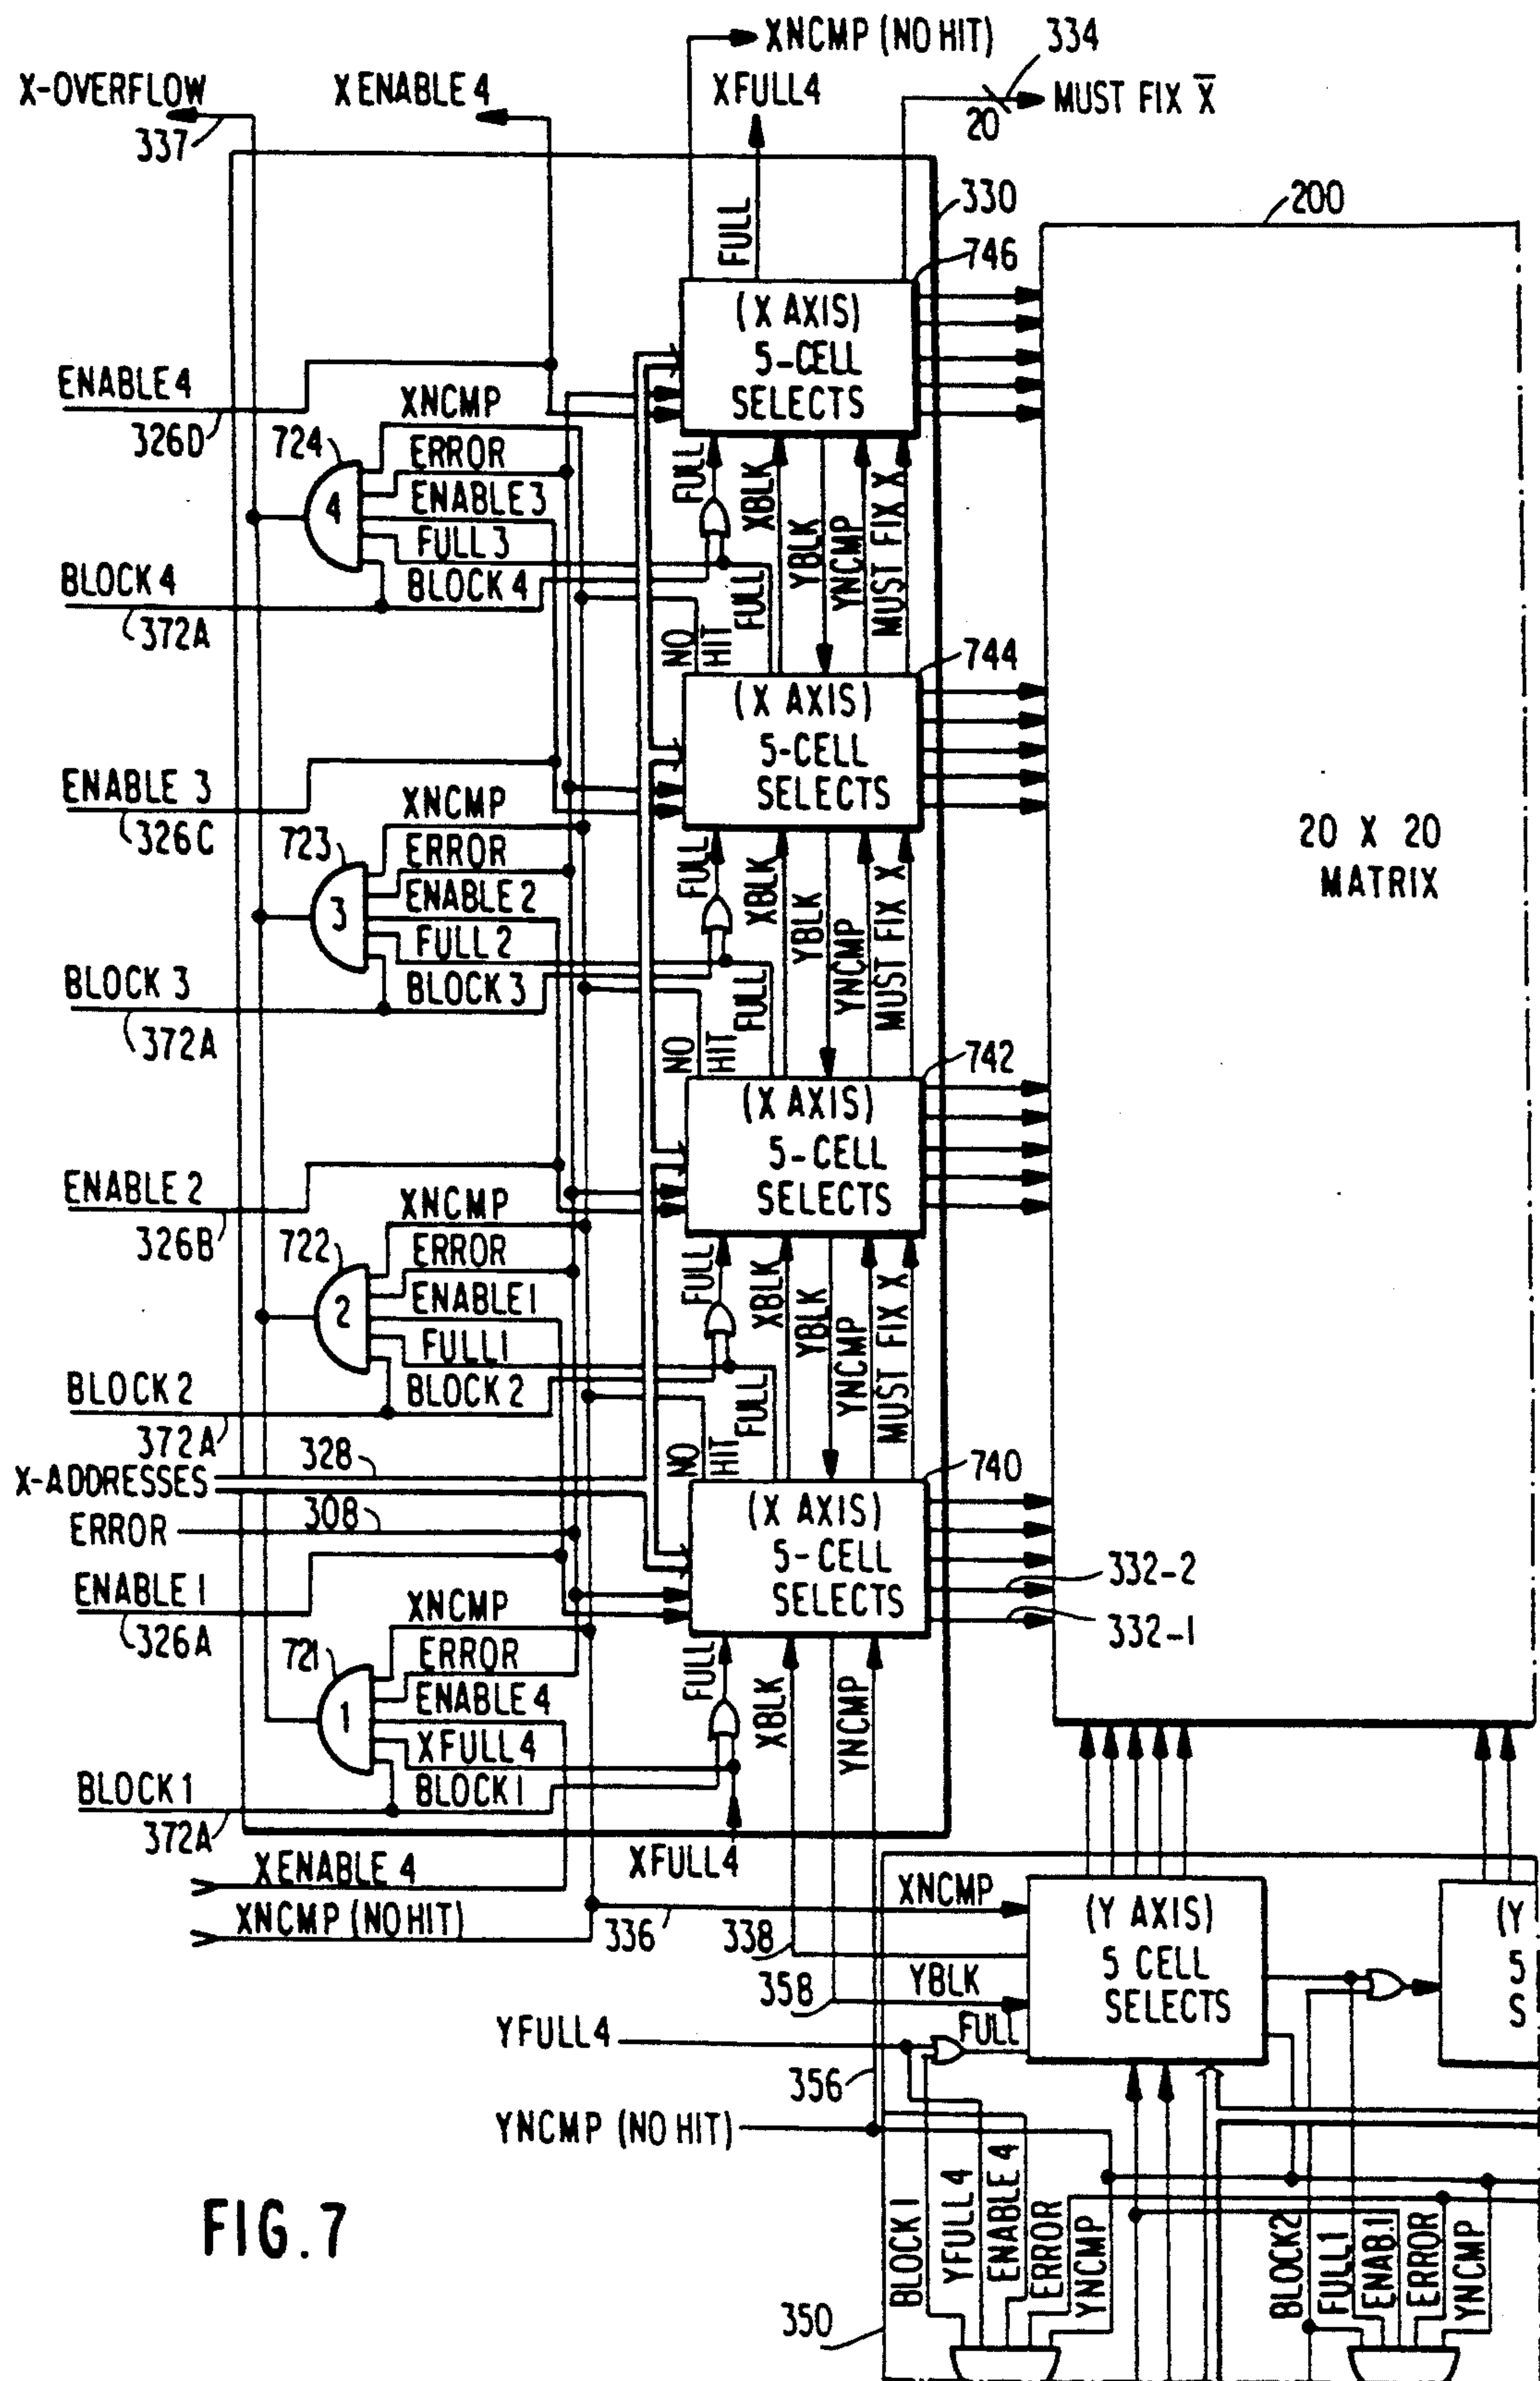 XNCMP (NO HIT)
334
X-OVERFLOW
X ENABLE 4
XFULL4
MUST FIX X̅
20
337
330
200
FULL
746
(X AXIS)
5-CELL
SELECTS
ENABLE 4
326D
724
XNCMP
ERROR
ENABLE 3
4
FULL 3
BLOCK 4
BLOCK 4
372A
FULL
XBLK
YBLK
YNCMP
MUST FIX X
NO HIT
FULL
744
(X AXIS)
5-CELL
SELECTS
20 X 20
MATRIX
ENABLE 3
326C
723
XNCMP
ERROR
ENABLE 2
3
FULL 2
BLOCK 3
BLOCK 3
372A
FULL
XBLK
YBLK
YNCMP
MUST FIX X
NO HIT
FULL
742
(X AXIS)
5-CELL
SELECTS
ENABLE 2
326B
722
XNCMP
ERROR
ENABLE 1
2
FULL 1
BLOCK 2
BLOCK 2
372A
FULL
XBLK
YBLK
YNCMP
MUST FIX X
NO HIT
FULL
X-ADDRESSES
328
740
(X AXIS)
5-CELL
SELECTS
ERROR
308
332-2
332-1
ENABLE 1
326A
721
XNCMP
ERROR
ENABLE 4
1
XFULL4
BLOCK 1
BLOCK 1
372A
FULL
XBLK
YNCMP
XFULL4
XENABLE 4
XNCMP (NO HIT)
336
338
XNCMP
(Y AXIS)
5 CELL
SELECTS
(Y
5
S
358
YBLK
YFULL4
FULL
356
YNCMP (NO HIT)
FIG. 7
350
BLOCK 1
YFULL 4
ENABLE 4
ERROR
YNCMP
BLOCK2
FULL 1
ENAB.1
ERROR
YNCMP